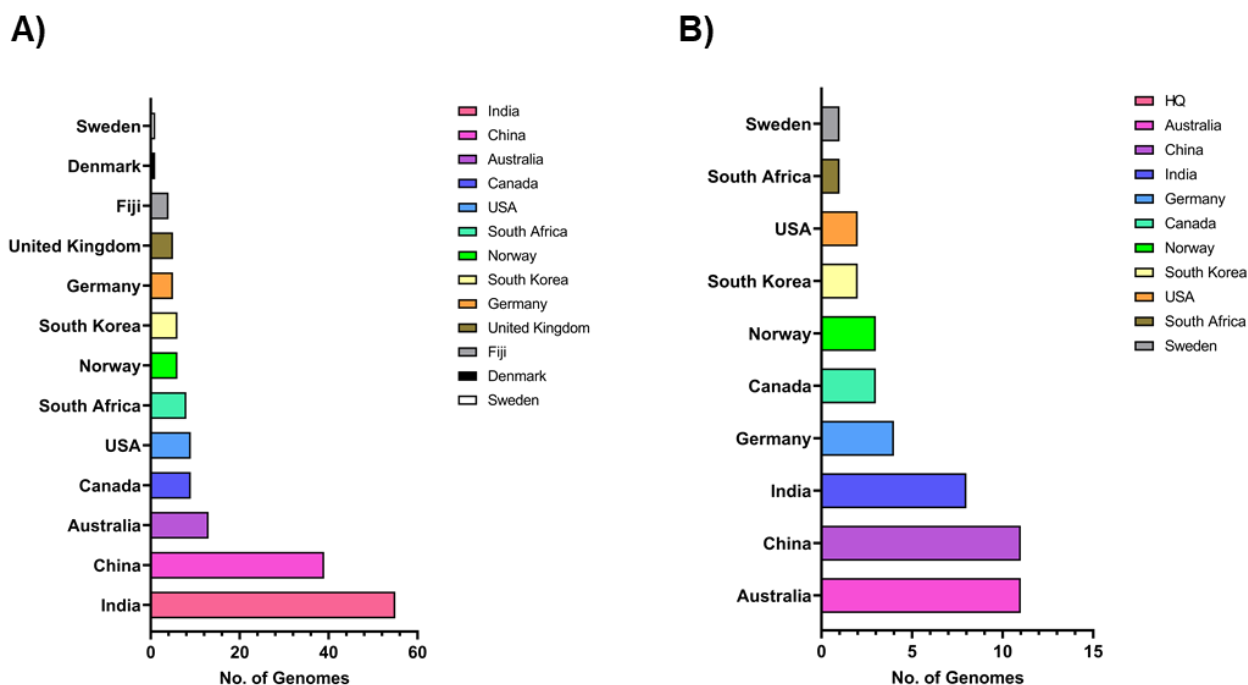 A)
Sweden
Denmark
Fiji
United Kingdom
Germany
South Korea
Norway
South Africa
USA
Canada
Australia
China
India
0 20 40 60
No. of Genomes
India
China
Australia
Canada
USA
South Africa
Norway
South Korea
Germany
United Kingdom
Fiji
Denmark
Sweden
B)
Sweden
South Africa
USA
South Korea
Norway
Canada
Germany
India
China
Australia
0 5 10 15
No. of Genomes
HQ
Australia
China
India
Germany
Canada
Norway
South Korea
USA
South Africa
Sweden